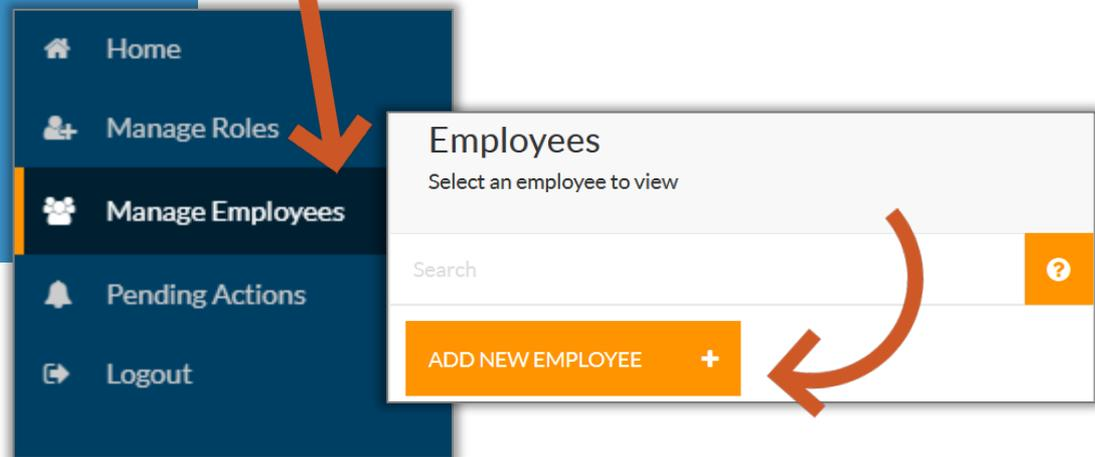 Home
Manage Roles
Manage Employees
Pending Actions
Logout
Employees
Select an employee to view
Search
ADD NEW EMPLOYEE